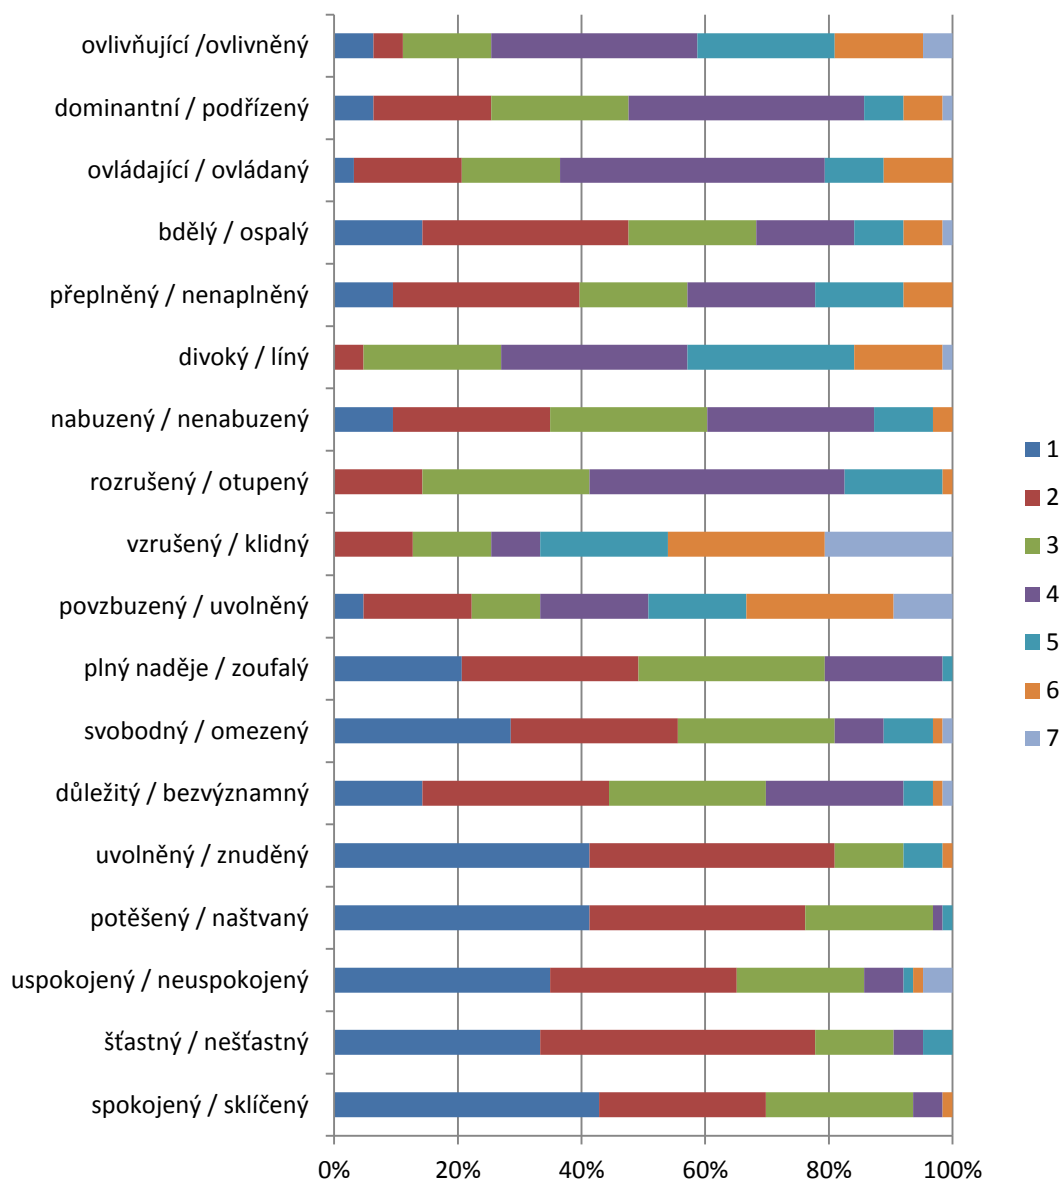 ovlivňující /ovlivněný
dominantní / podřízený
ovládající / ovládaný
bdělý / ospalý
přeplněný / nenaplněný
divoký / líný
nabuzený / nenabuzený
rozrušený / otupený
vzrušený / klidný
povzbuzený / uvolněný
plný naděje / zoufalý
svobodný / omezený
důležitý / bezvýznamný
uvolněný / znuděný
potěšený / naštvaný
uspokojený / neuspokojený
šťastný / nešťastný
spokojený / sklíčený
0% 20% 40% 60% 80% 100%
1
2
3
4
5
6
7